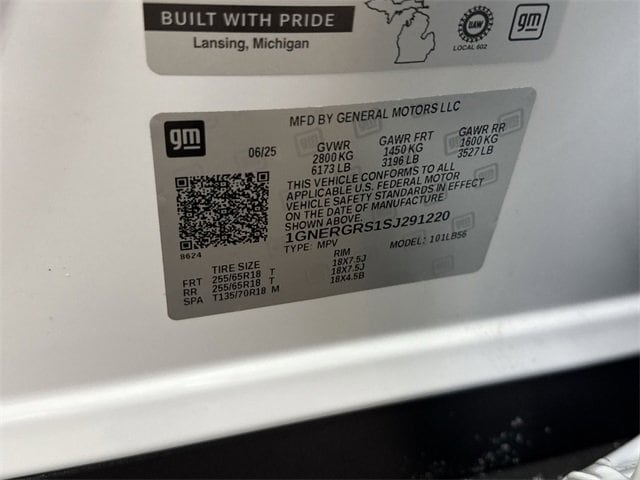 BUILT WITH PRIDE
Lansing, Michigan
UAW
LOCAL 602
gm
gm
MFD BY GENERAL MOTORS LLC
06/25
GVWR GAWR FRT GAWR RR
2800 KG 1450 KG 1600 KG
6173 LB 3196 LB 3527 LB
THIS VEHICLE CONFORMS TO ALL
APPLICABLE U.S. FEDERAL MOTOR
VEHICLE SAFETY STANDARDS IN EFFECT
ON THE DATE OF MANUFACTURE
SHOWN ABOVE.
1GNERGRS1SJ291220
TYPE: MPV MODEL: 101LB56
8624
TIRE SIZE RIM
FRT 255/65R18 T 18X7.5J
RR 255/65R18 T 18X7.5J
SPA T135/70R18 M 18X4.5B